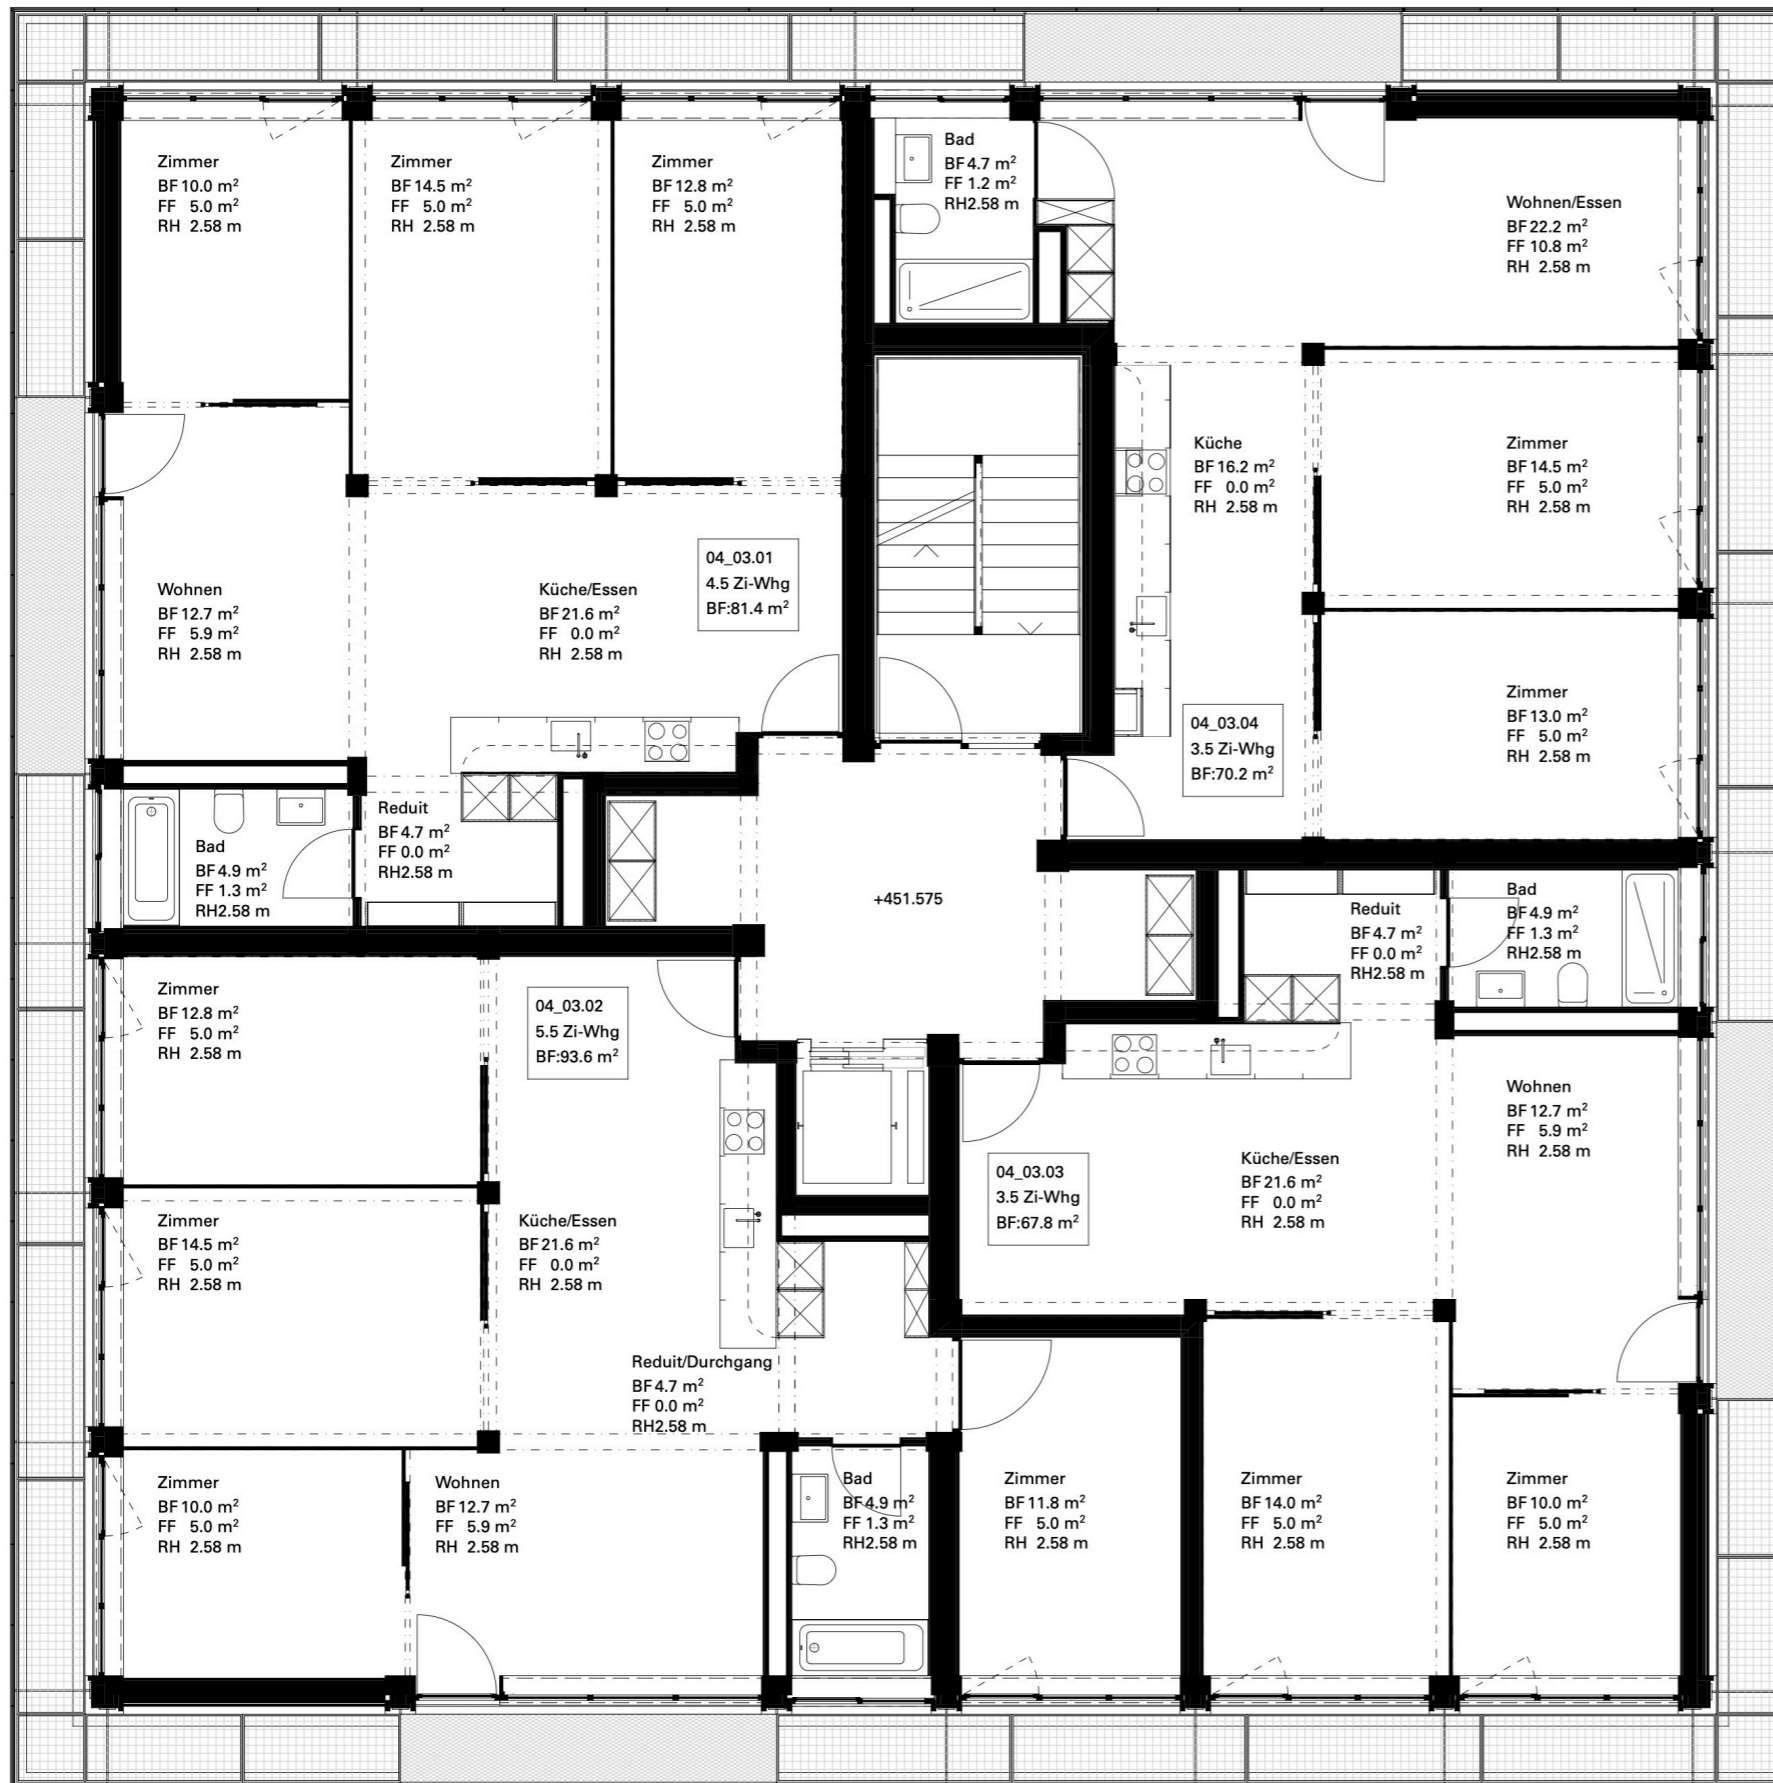 Zimmer
BF 10.0 m²
FF 5.0 m²
RH 2.58 m
Zimmer
BF 14.5 m²
FF 5.0 m²
RH 2.58 m
Zimmer
BF 12.8 m²
FF 5.0 m²
RH 2.58 m
Bad
BF 4.7 m²
FF 1.2 m²
RH2.58 m
Wohnen/Essen
BF 22.2 m²
FF 10.8 m²
RH 2.58 m
Küche
BF 16.2 m²
FF 0.0 m²
RH 2.58 m
Zimmer
BF 14.5 m²
FF 5.0 m²
RH 2.58 m
Wohnen
BF 12.7 m²
FF 5.9 m²
RH 2.58 m
Küche/Essen
BF 21.6 m²
FF 0.0 m²
RH 2.58 m
04_03.01
4.5 Zi-Whg
BF:81.4 m²
04_03.04
3.5 Zi-Whg
BF:70.2 m²
Zimmer
BF 13.0 m²
FF 5.0 m²
RH 2.58 m
Bad
BF 4.9 m²
FF 1.3 m²
RH2.58 m
Reduit
BF 4.7 m²
FF 0.0 m²
RH2.58 m
+451.575
Reduit
BF 4.7 m²
FF 0.0 m²
RH2.58 m
Bad
BF 4.9 m²
FF 1.3 m²
RH2.58 m
Zimmer
BF 12.8 m²
FF 5.0 m²
RH 2.58 m
04_03.02
5.5 Zi-Whg
BF:93.6 m²
Wohnen
BF 12.7 m²
FF 5.9 m²
RH 2.58 m
Küche/Essen
BF 21.6 m²
FF 0.0 m²
RH 2.58 m
04_03.03
3.5 Zi-Whg
BF:67.8 m²
Zimmer
BF 14.5 m²
FF 5.0 m²
RH 2.58 m
Küche/Essen
BF 21.6 m²
FF 0.0 m²
RH 2.58 m
Reduit/Durchgang
BF 4.7 m²
FF 0.0 m²
RH2.58 m
Zimmer
BF 10.0 m²
FF 5.0 m²
RH 2.58 m
Wohnen
BF 12.7 m²
FF 5.9 m²
RH 2.58 m
Bad
BF 4.9 m²
FF 1.3 m²
RH2.58 m
Zimmer
BF 11.8 m²
FF 5.0 m²
RH 2.58 m
Zimmer
BF 14.0 m²
FF 5.0 m²
RH 2.58 m
Zimmer
BF 10.0 m²
FF 5.0 m²
RH 2.58 m